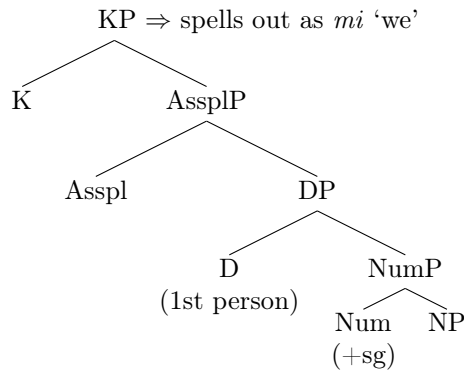 KP ⇒ spells out as mi ‘we’
K AssplP
Asspl DP
D NumP
(1st person)
Num NP
(+sg)